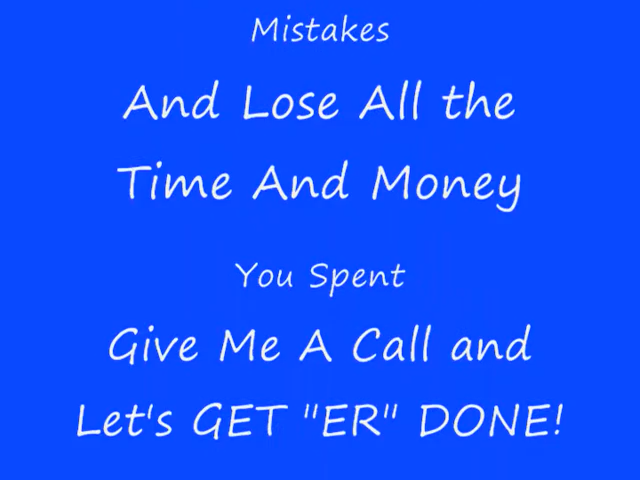 Mistakes
And Lose All the
Time And Money
You Spent
Give Me A Call and
Let's GET "ER" DONE!